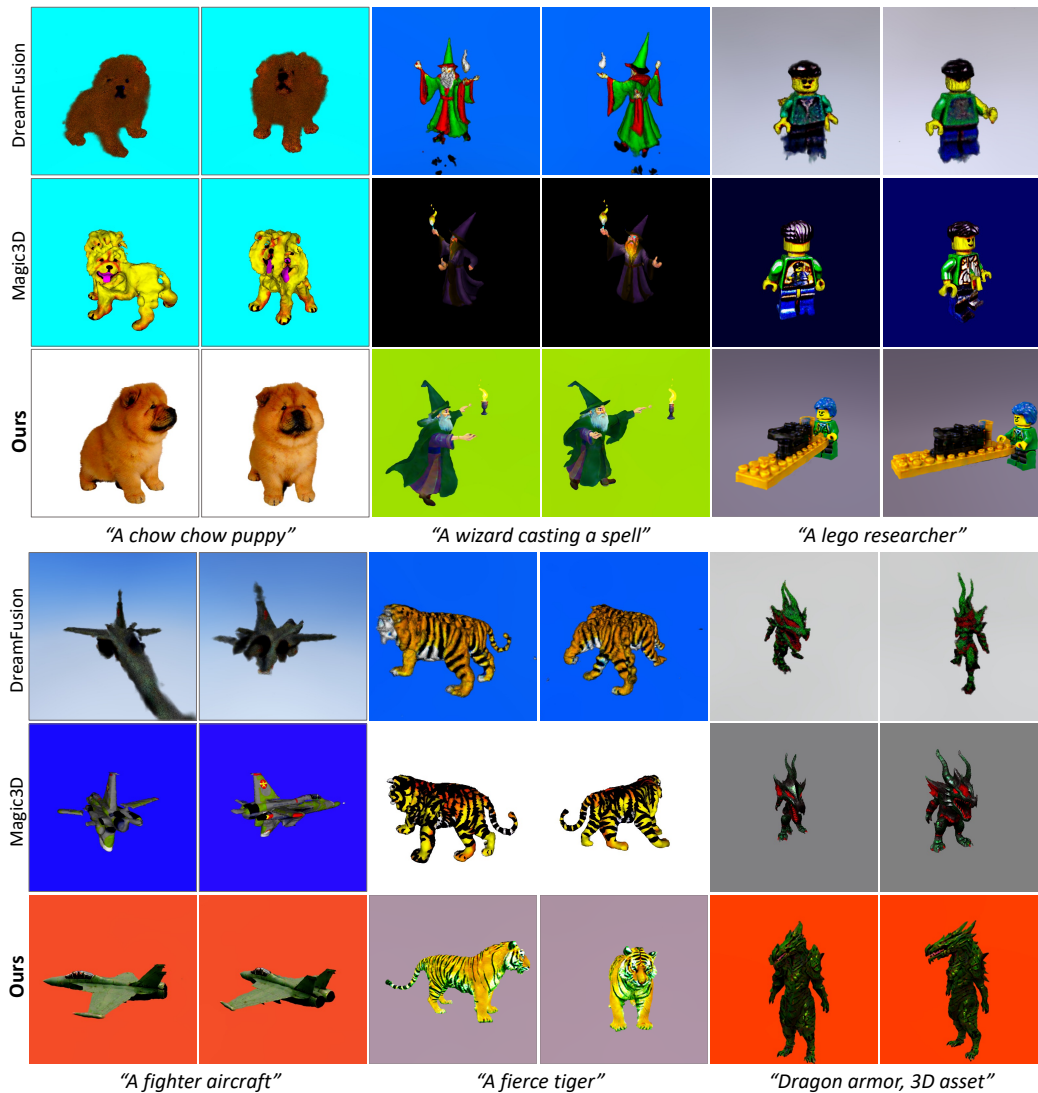 DreamFusion
Magic3D
Ours
"A chow chow puppy"
"A wizard casting a spell"
"A lego researcher"
DreamFusion
Magic3D
Ours
"A fighter aircraft"
"A fierce tiger"
"Dragon armor, 3D asset"